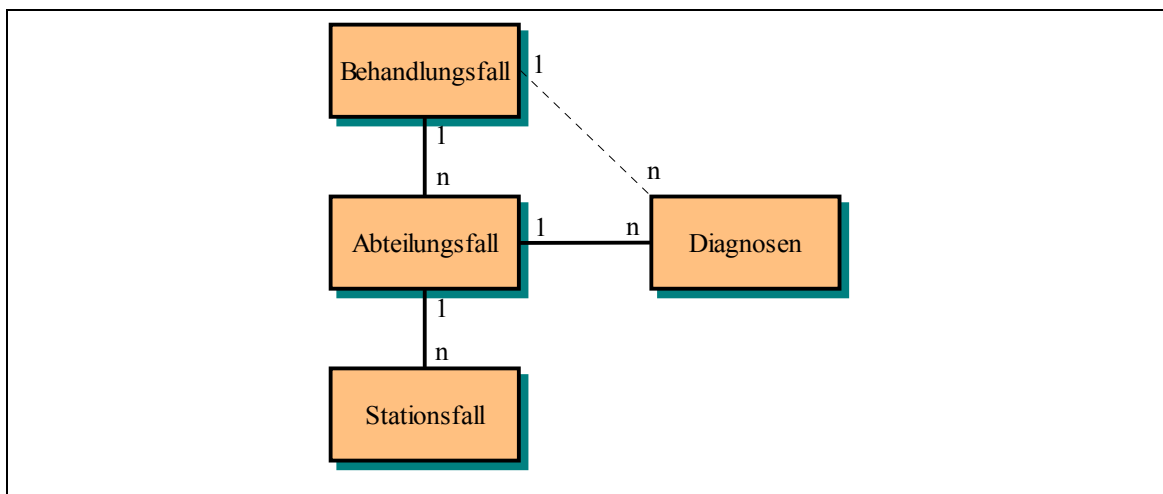 Behandlungsfall
1
1
n
n
Abteilungsfall
1
n
Diagnosen
1
n
Stationsfall